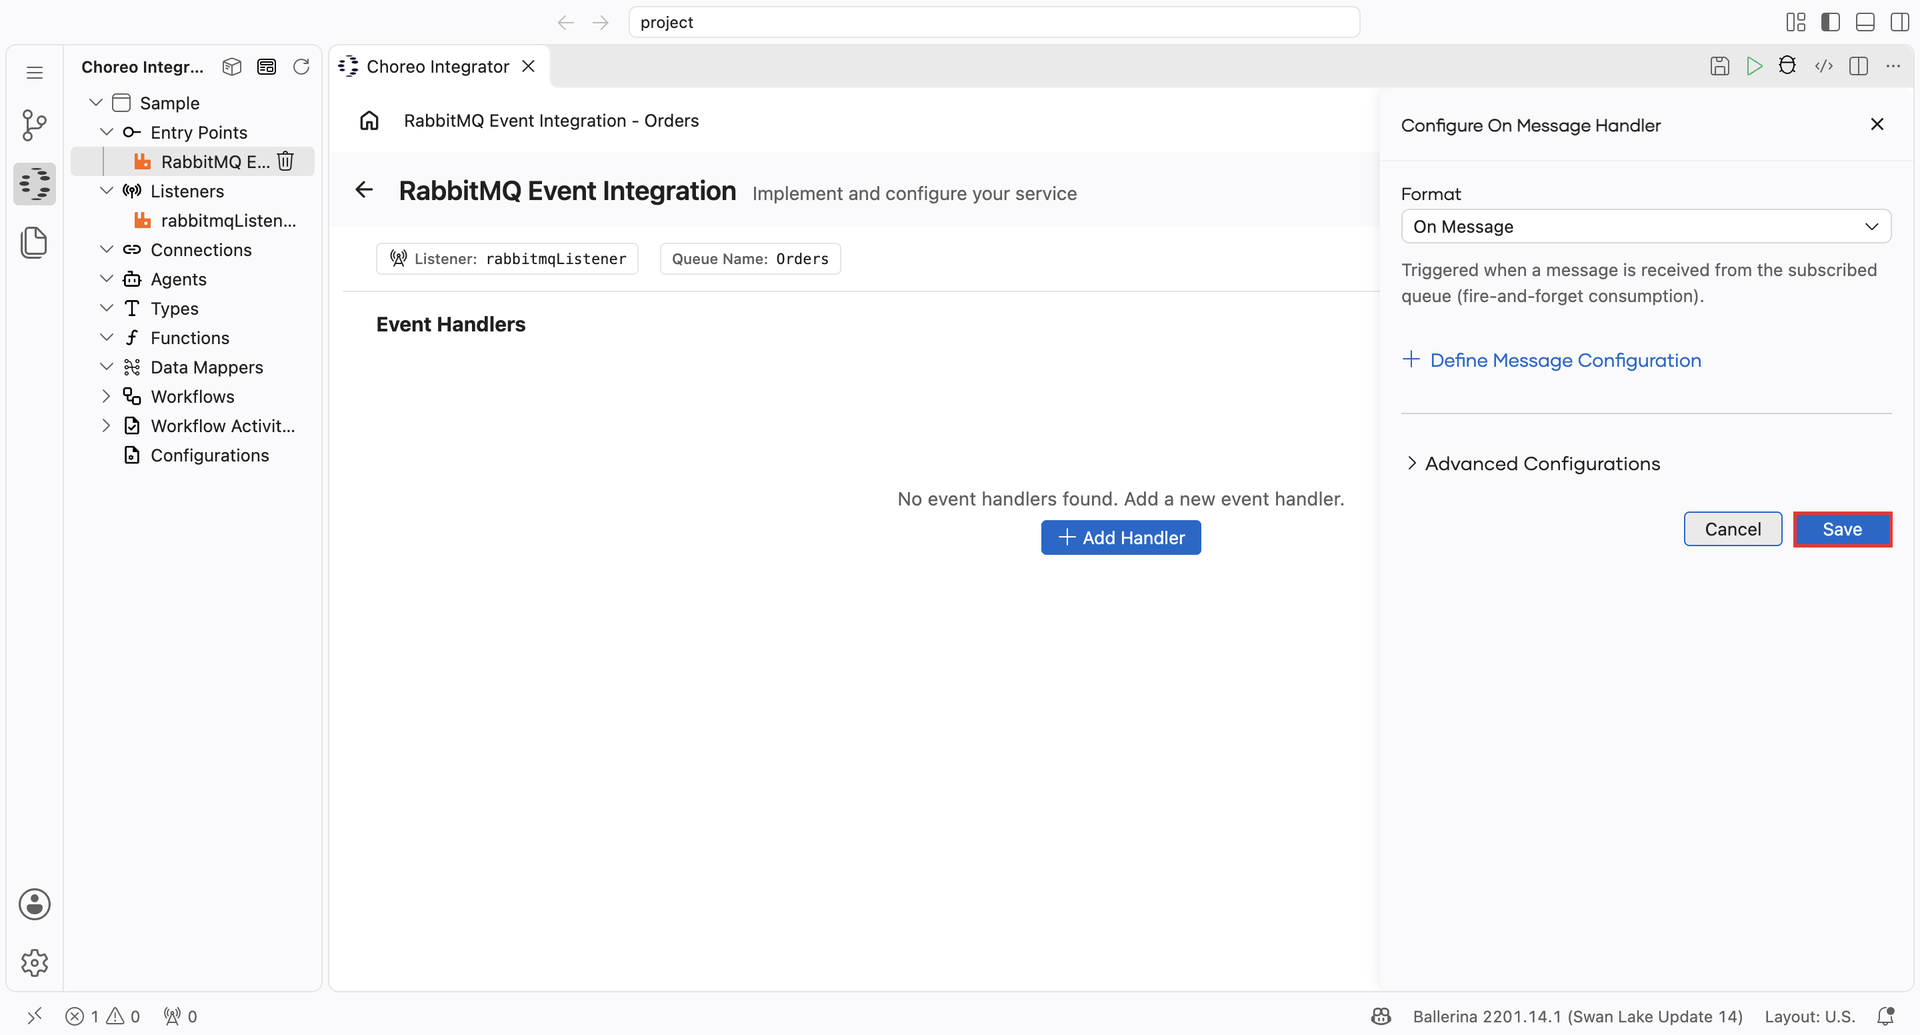 project
Choreo Integr...
Sample
Entry Points
RabbitMQ E...
Listeners
rabbitmqListen...
Connections
Agents
Types
Functions
Data Mappers
Workflows
Workflow Activit...
Configurations
Choreo Integrator
RabbitMQ Event Integration - Orders
RabbitMQ Event Integration Implement and configure your service
Listener: rabbitmqListener Queue Name: Orders
Event Handlers
No event handlers found. Add a new event handler.
Add Handler
Configure On Message Handler
Format
On Message
Triggered when a message is received from the subscribed
queue (fire-and-forget consumption).
Define Message Configuration
Advanced Configurations
Cancel Save
1 0 0
Ballerina 2201.14.1 (Swan Lake Update 14) Layout: U.S.